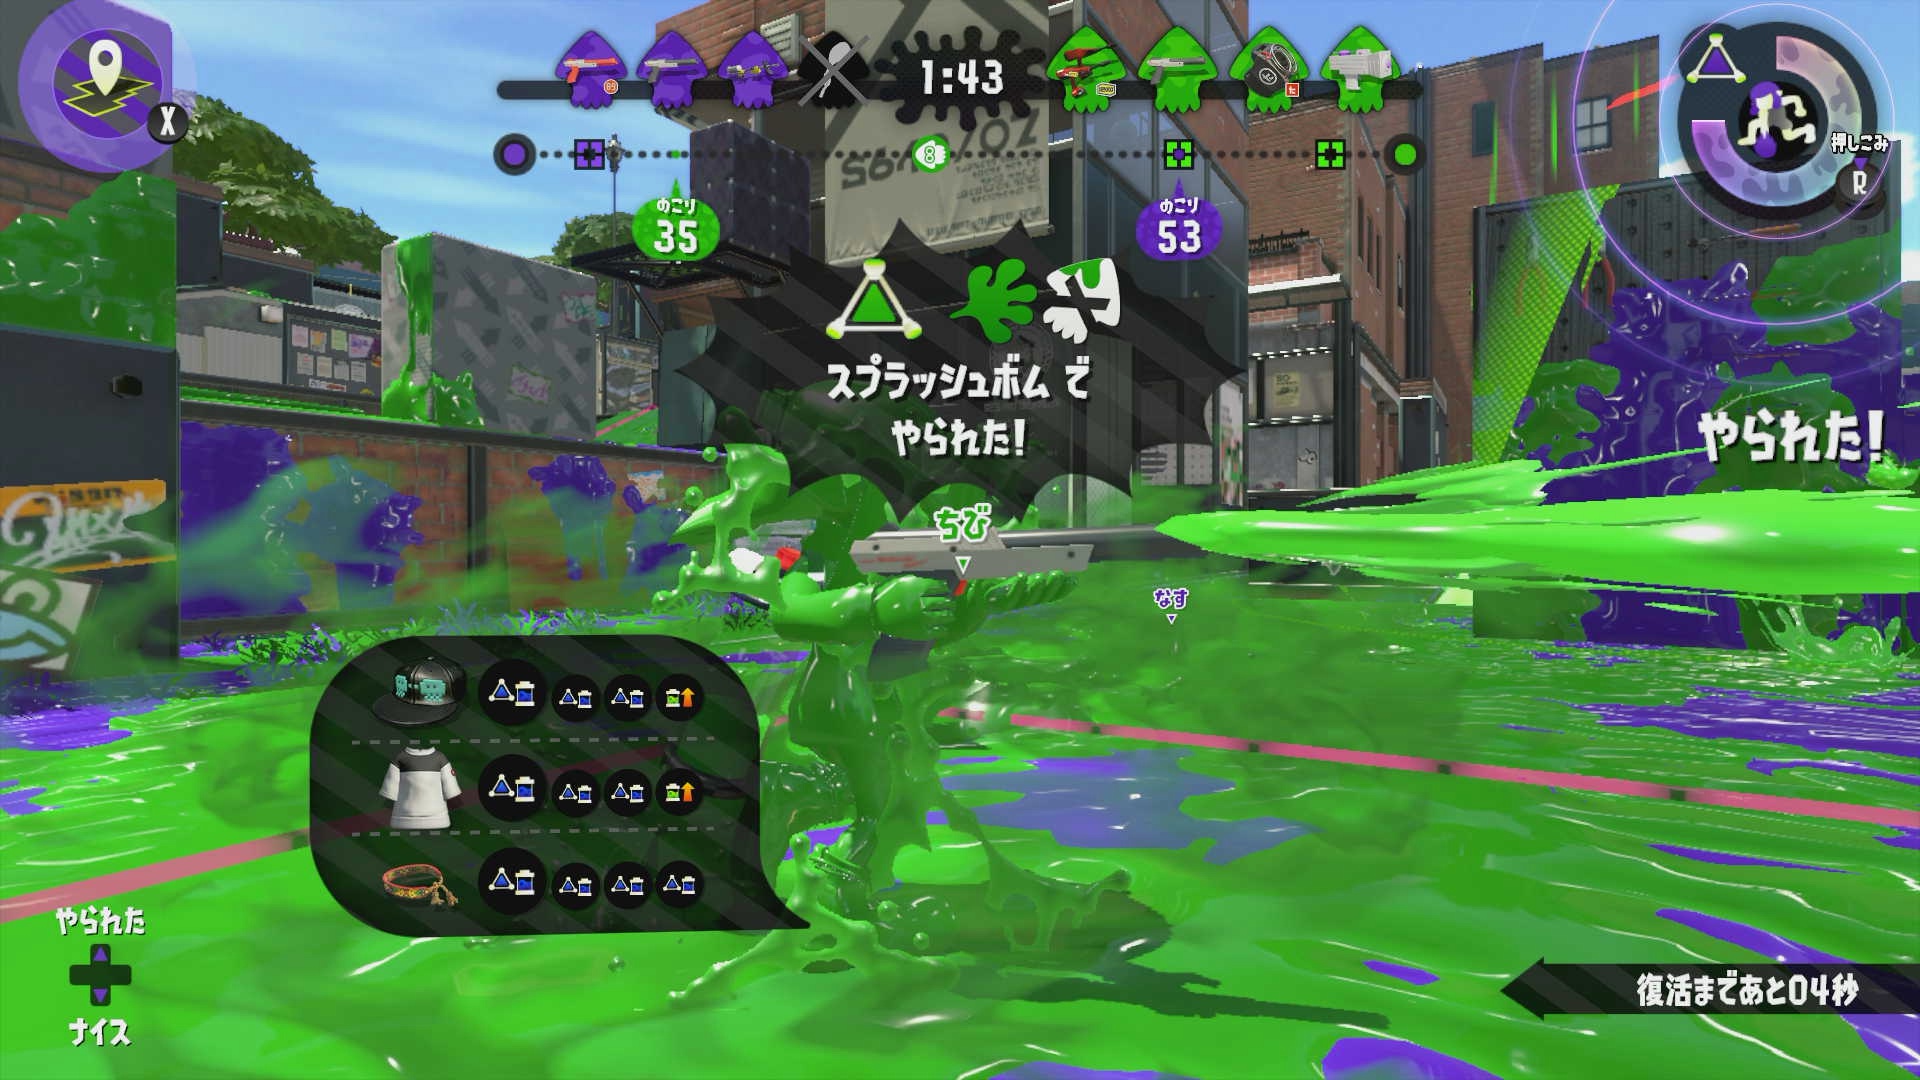 X
1:43
8
押しこみ
R
のこり
35
のこり
53
スプラッシュボム で
やられた!
やられた!
ちび
なす
やられた
ナイス
復活まであと04秒